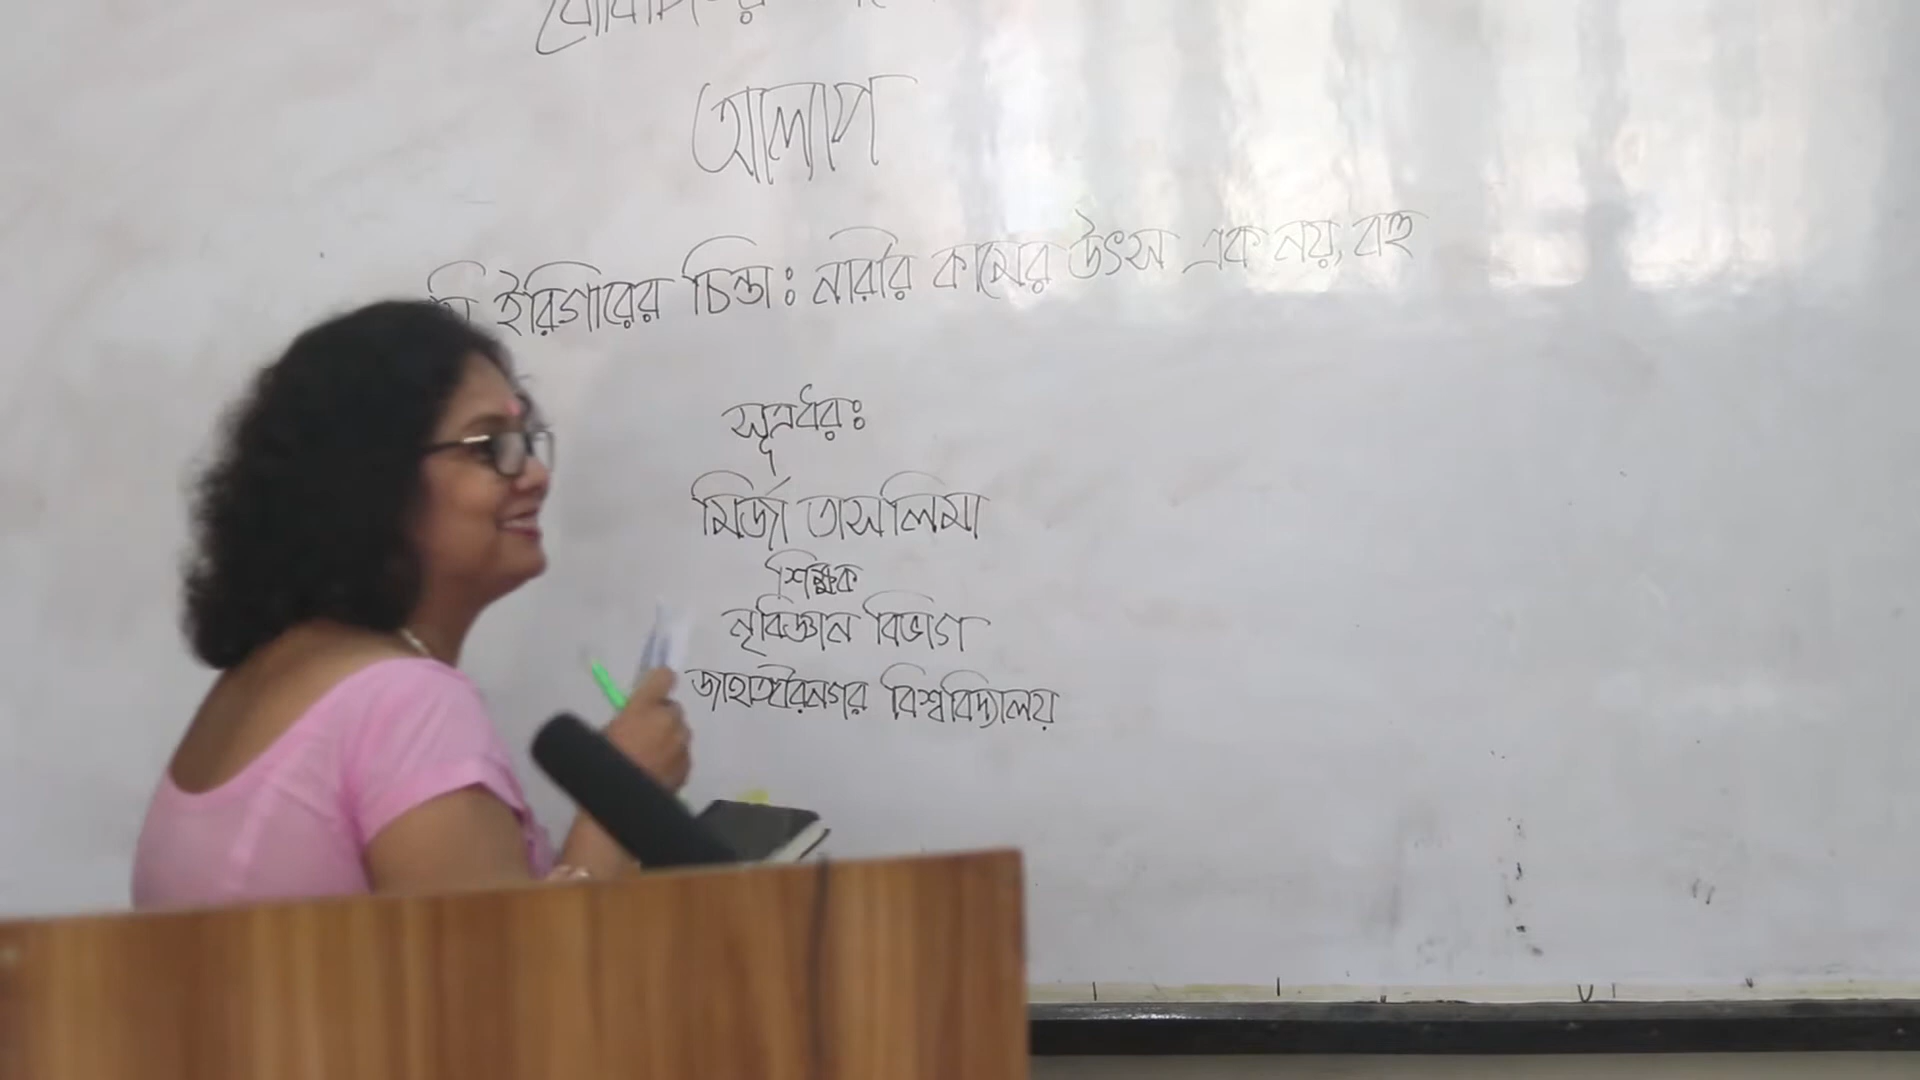 আলাপ
ইরিগারের চিন্তাঃ নারীর কামের উৎস এক নয়, বহু
সূত্রধরঃ
মির্জা তাসলিমা
শিক্ষক
নৃবিজ্ঞান বিভাগ
জাহাঙ্গীরনগর বিশ্ববিদ্যালয়